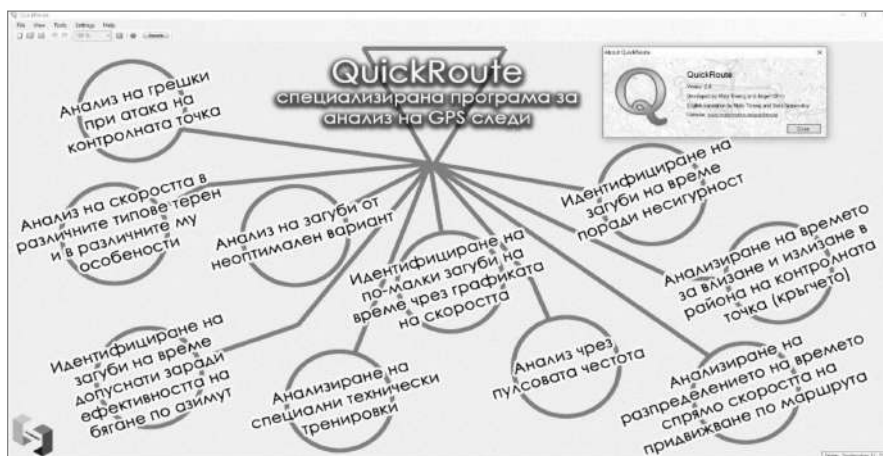 QuickRoute
File View Tools Settings Help
QuickRoute
специализирана програма за
анализ на GPS следи
About QuickRoute
QuickRoute
Close
Анализ на грешки
при атака на
контролната точка
Анализ на скоростта в
различните типове терен
и в различните му
особености
Анализ на загуби от
неоптимален вариант
Идентифициране на
по-малки загуби на
време чрез графиката
на скоростта
Идентифициране на
загуби на време
поради несигурност
Анализиране на времето
за влизане и излизане в
района на контролната
точка (кръгчето)
Идентифициране на
загуби на време
допуснати заради
ефективността на
бягане по азимут
Анализиране на
специални технически
тренировки
Анализ чрез
пулсовата честота
Анализиране на
разпределението на времето
спрямо скоростта на
придвижване по маршрута